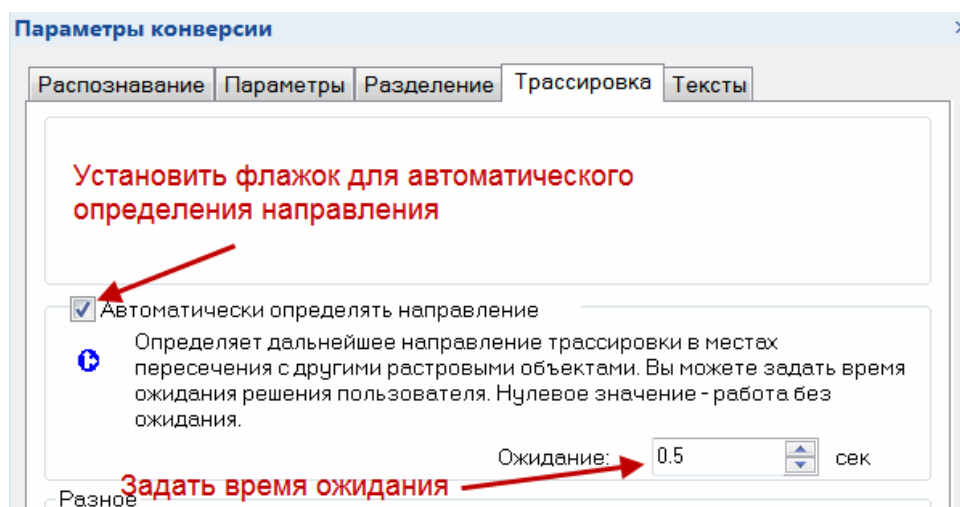 Параметры конверсии
Распознавание Параметры Разделение Трассировка Тексты
Установить флажок для автоматического
определения направления
Автоматически определять направление
Определяет дальнейшее направление трассировки в местах
пересечения с другими растровыми объектами. Вы можете задать время
ожидания решения пользователя. Нулевое значение - работа без
ожидания.
Ожидание: 0.5 сек
Задать время ожидания
Разное